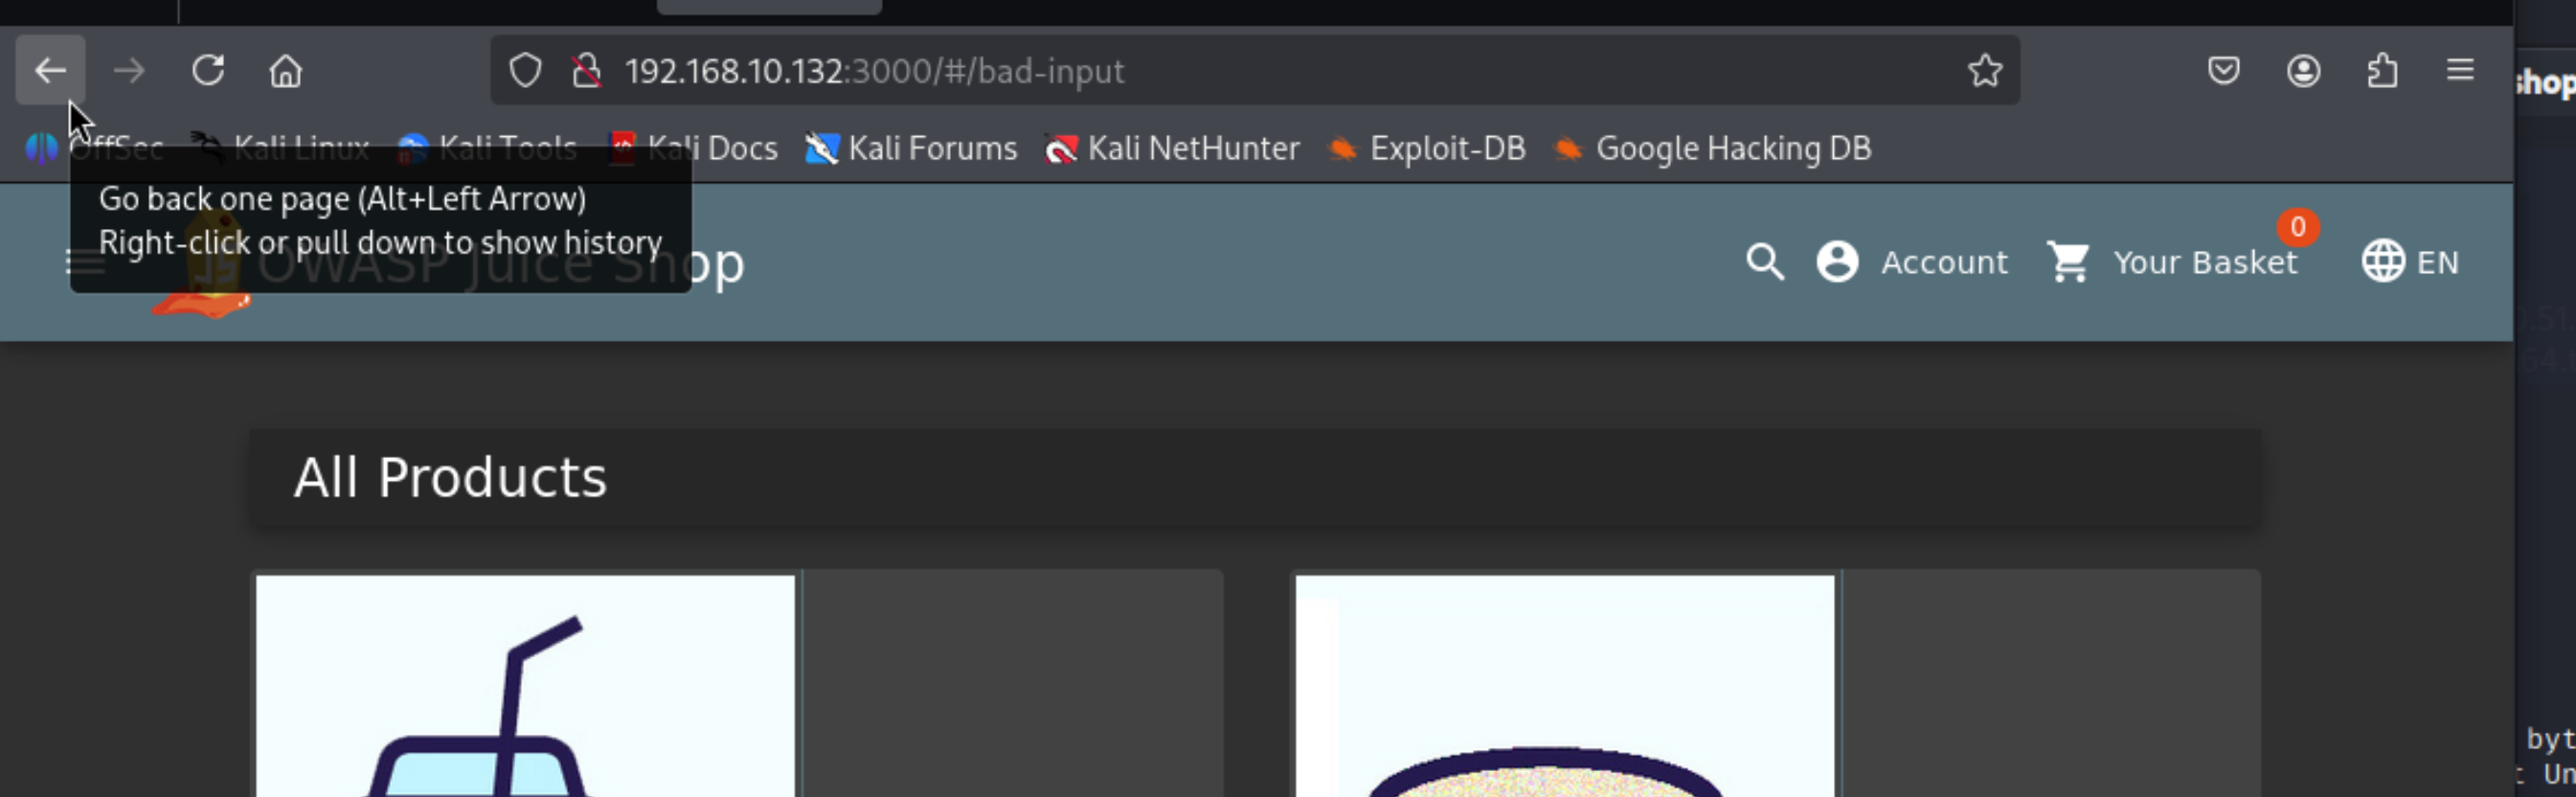 192.168.10.132:3000/#/bad-input
shop
OffSec Kali Linux Kali Tools Kali Docs Kali Forums Kali NetHunter Exploit-DB Google Hacking DB
Go back one page (Alt+Left Arrow)
Right-click or pull down to show history
OWASP Juice Shop
Account
Your Basket
0
EN
All Products
byt
Un